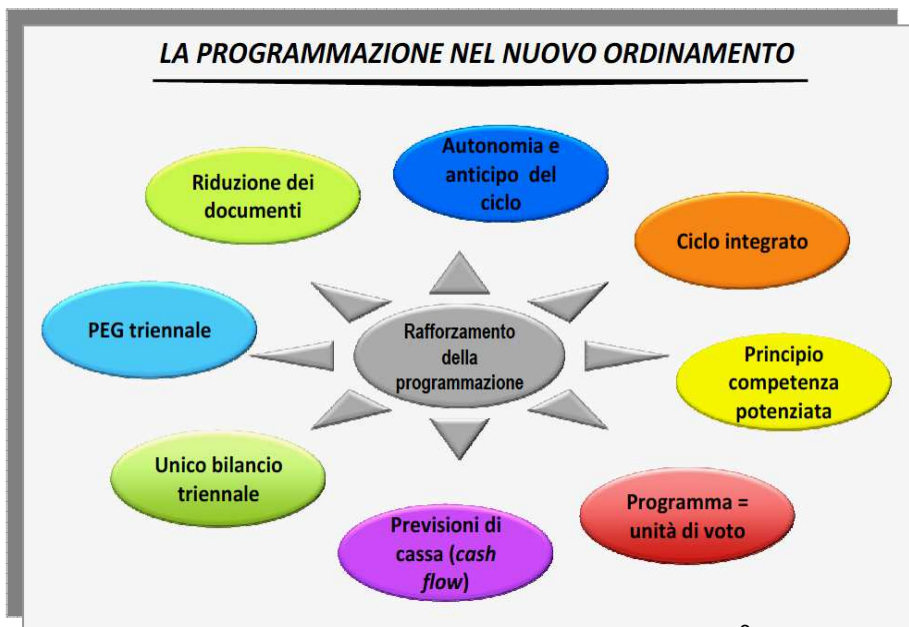 LA PROGRAMMAZIONE NEL NUOVO ORDINAMENTO
Autonomia e
anticipo del
ciclo
Riduzione dei
documenti
Ciclo integrato
PEG triennale
Rafforzamento
della
programmazione
Principio
competenza
potenziata
Unico bilancio
triennale
Programma =
unità di voto
Previsioni di
cassa (cash
flow)